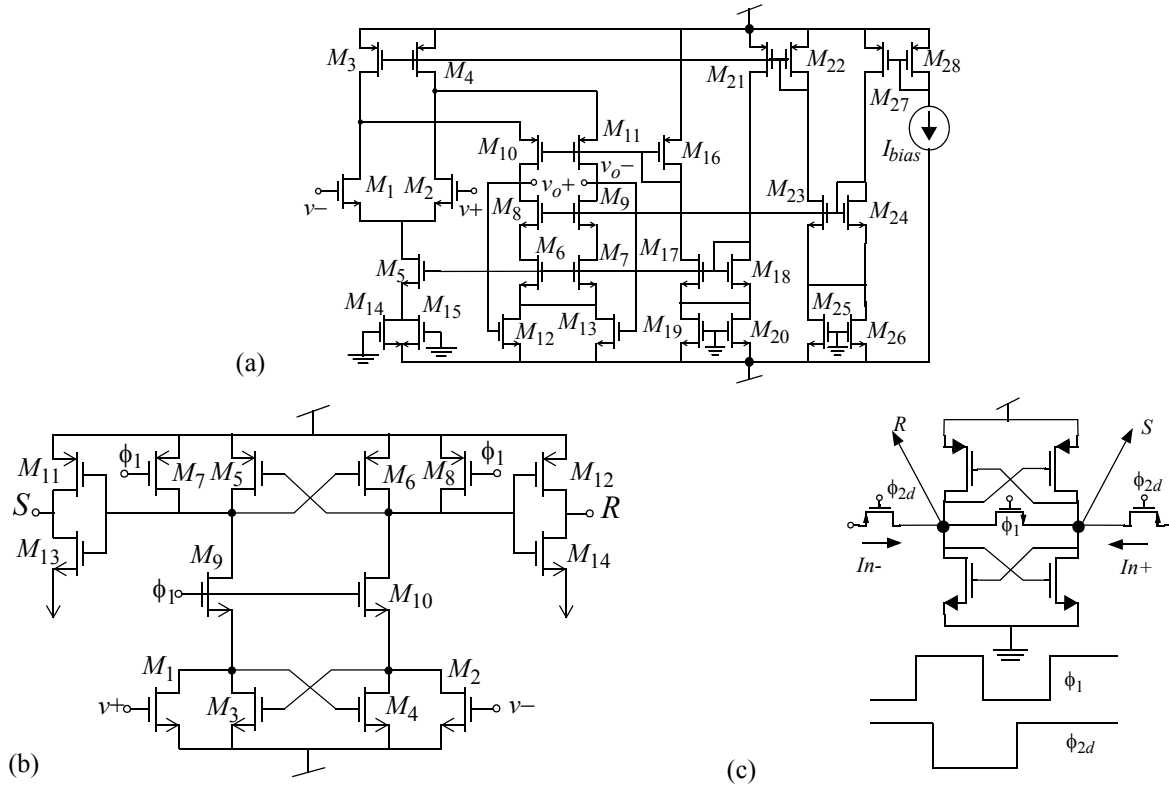 M3
M4
M21
M22
M27
M28
Ibias
M10
M11
M16
vo+
vo−
M1
M2
v−
v+
M8
M9
M23
M24
M5
M6
M7
M17
M18
M14
M15
M12
M13
M19
M20
M25
M26
(a)
ϕ1
ϕ1
M11
M7
M5
M6
M8
M12
S
R
M13
M14
M9
M10
ϕ1
M1
M2
M3
M4
v+
v−
(b)
R
S
ϕ2d
ϕ2d
ϕ1
In-
In+
ϕ1
ϕ2d
(c)